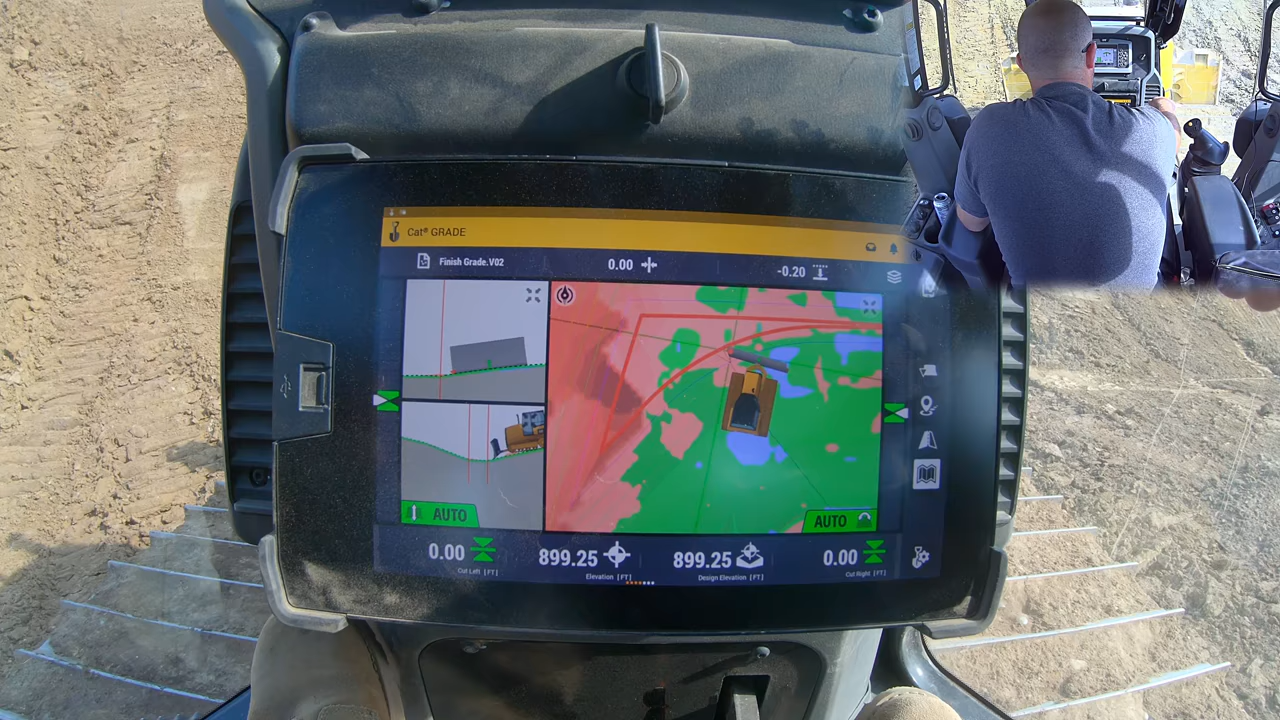 Cat® GRADE
Finish Grade.V02
0.00
-0.20
AUTO
AUTO
0.00
Cut Left [FT]
899.25
Elevation [FT]
899.25
Design Elevation [FT]
0.00
Cut Right [FT]